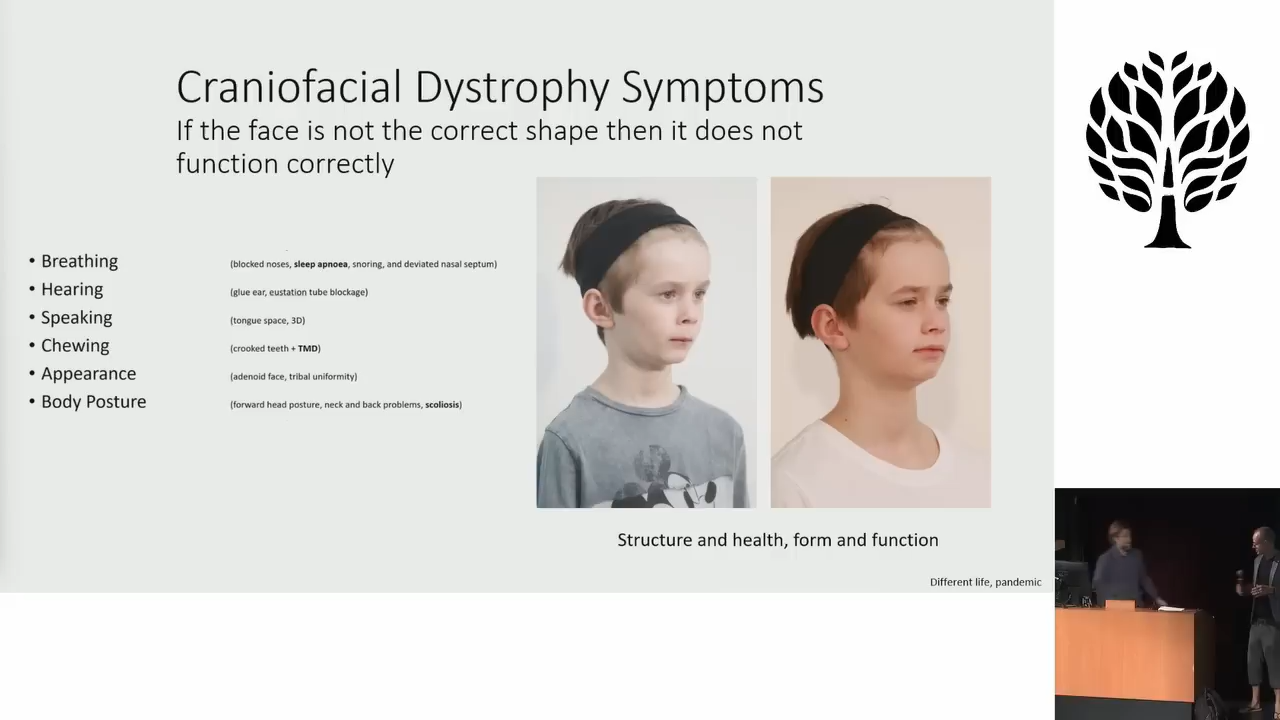 Craniofacial Dystrophy Symptoms
If the face is not the correct shape then it does not
function correctly
• Breathing (blocked noses, sleep apnoea, snoring, and deviated nasal septum)
• Hearing (glue ear, eustation tube blockage)
• Speaking (tongue space, 3D)
• Chewing (crooked teeth + TMD)
• Appearance (adenoid face, tribal uniformity)
• Body Posture (forward head posture, neck and back problems, scoliosis)
Structure and health, form and function
Different life, pandemic